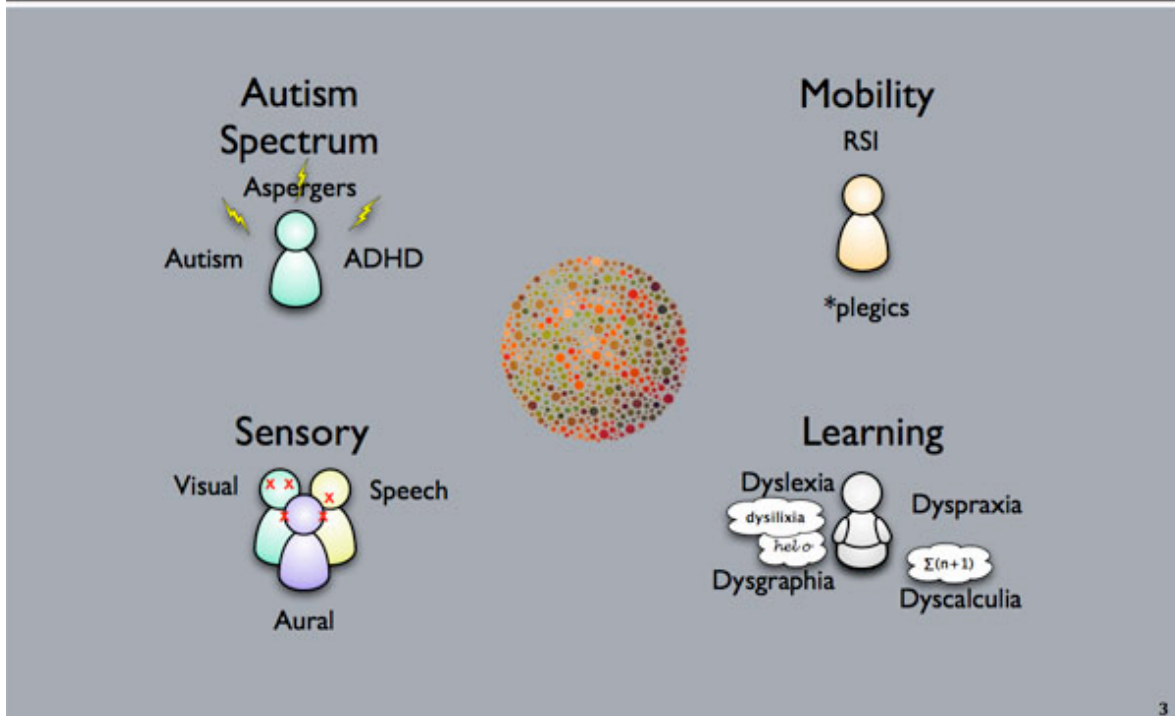 Autism
Spectrum
Aspergers
Autism
ADHD
Mobility
RSI
*plegics
Sensory
Visual
Speech
x x
x
x x
Aural
Learning
Dyslexia
Dyspraxia
dysilixia
helo
Σ(n+1)
Dysgraphia
Dyscalculia
3